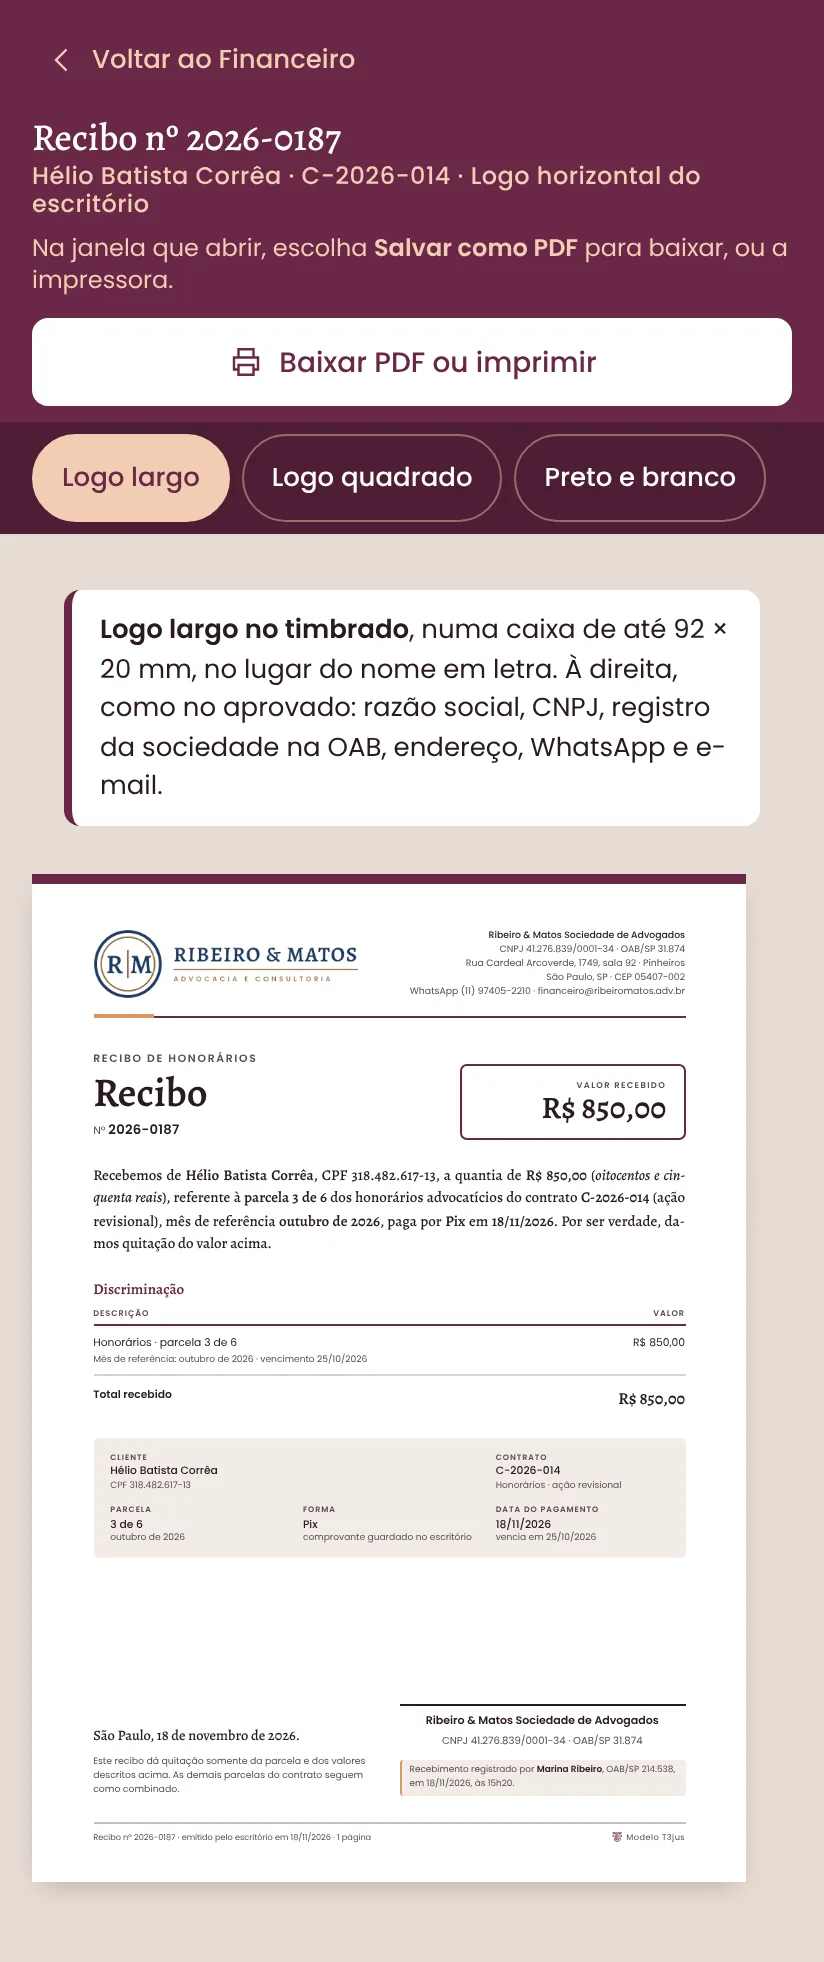 Voltar ao Financeiro
Recibo nº 2026-0187
Hélio Batista Corrêa · C-2026-014 · Logo horizontal do
escritório
Na janela que abrir, escolha Salvar como PDF para baixar, ou a
impressora.
Baixar PDF ou imprimir
Logo largo
Logo quadrado
Preto e branco
Logo largo no timbrado, numa caixa de até 92 ×
20 mm, no lugar do nome em letra. À direita,
como no aprovado: razão social, CNPJ, registro
da sociedade na OAB, endereço, WhatsApp e e-
mail.
R|M
RIBEIRO & MATOS
ADVOCACIA E CONSULTORIA
Ribeiro & Matos Sociedade de Advogados
CNPJ 41.276.839/0001-34 · OAB/SP 31.874
Rua Cardeal Arcoverde, 1749, sala 92 · Pinheiros
São Paulo, SP · CEP 05407-002
WhatsApp (11) 97405-2210 · financeiro@ribeiromatos.adv.br
RECIBO DE HONORÁRIOS
Recibo
Nº 2026-0187
VALOR RECEBIDO
R$ 850,00
Recebemos de Hélio Batista Corrêa, CPF 318.482.617-13, a quantia de R$ 850,00 (oitocentos e cin-
quenta reais), referente à parcela 3 de 6 dos honorários advocatícios do contrato C-2026-014 (ação
revisional), mês de referência outubro de 2026, paga por Pix em 18/11/2026. Por ser verdade, da-
mos quitação do valor acima.
Discriminação
DESCRIÇÃO VALOR
Honorários · parcela 3 de 6 R$ 850,00
Mês de referência: outubro de 2026 · vencimento 25/10/2026
Total recebido R$ 850,00
CLIENTE CONTRATO
Hélio Batista Corrêa C-2026-014
CPF 318.482.617-13 Honorários · ação revisional
PARCELA FORMA DATA DO PAGAMENTO
3 de 6 Pix 18/11/2026
outubro de 2026 comprovante guardado no escritório vencia em 25/10/2026
São Paulo, 18 de novembro de 2026.
Este recibo dá quitação somente da parcela e dos valores
descritos acima. As demais parcelas do contrato seguem
como combinado.
Ribeiro & Matos Sociedade de Advogados
CNPJ 41.276.839/0001-34 · OAB/SP 31.874
Recebimento registrado por Marina Ribeiro, OAB/SP 214.538,
em 18/11/2026, às 15h20.
Recibo nº 2026-0187 · emitido pelo escritório em 18/11/2026 · 1 página
Modelo T3jus